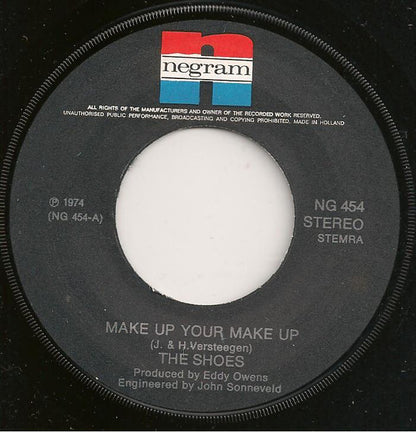 negram
ALL RIGHTS OF THE MANUFACTURERS AND OWNER OF THE RECORDED WORK RESERVED.
UNAUTHORISED PUBLIC PERFORMANCE, BROADCASTING AND COPYING PROHIBITED. MADE IN HOLLAND
℗ 1974
(NG 454-A)
NG 454
STEREO
STEMRA
MAKE UP YOUR MAKE UP
(J. & H. Versteegen)
THE SHOES
Produced by Eddy Owens
Engineered by John Sonneveld